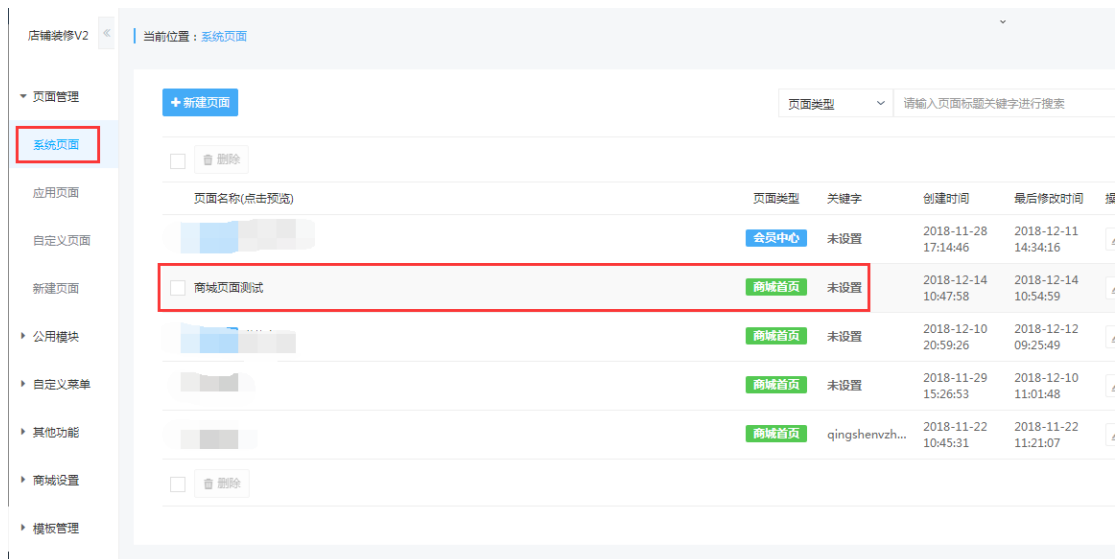 店铺装修V2
当前位置：系统页面
页面管理
系统页面
应用页面
自定义页面
新建页面
公用模块
自定义菜单
其他功能
商城设置
模板管理
新建页面
页面类型
请输入页面标题关键字进行搜索
删除
页面名称(点击预览) 页面类型 关键字 创建时间 最后修改时间
会员中心 未设置 2018-11-28 2018-12-11
17:14:46 14:34:16
商域页面测试 商城首页 未设置 2018-12-14 2018-12-14
10:47:58 10:54:59
商城首页 未设置 2018-12-10 2018-12-12
20:59:26 09:25:49
商城首页 未设置 2018-11-29 2018-12-10
15:26:53 11:01:48
商城首页 qingshenvzh... 2018-11-22 2018-11-22
10:45:31 11:21:07
删除